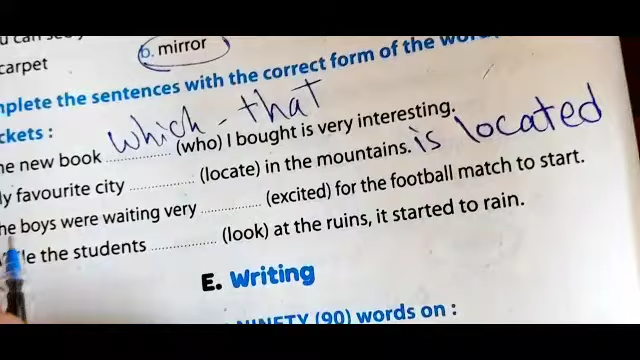 b. mirror
carpet
mplete the sentences with the correct form of the
ckets :
which - that
he new book .............. (who) I bought is very interesting.
is located
ly favourite city .............. (locate) in the mountains.
he boys were waiting very .............. (excited) for the football match to start.
le the students .............. (look) at the ruins, it started to rain.
E. Writing
NINETY (90) words on :